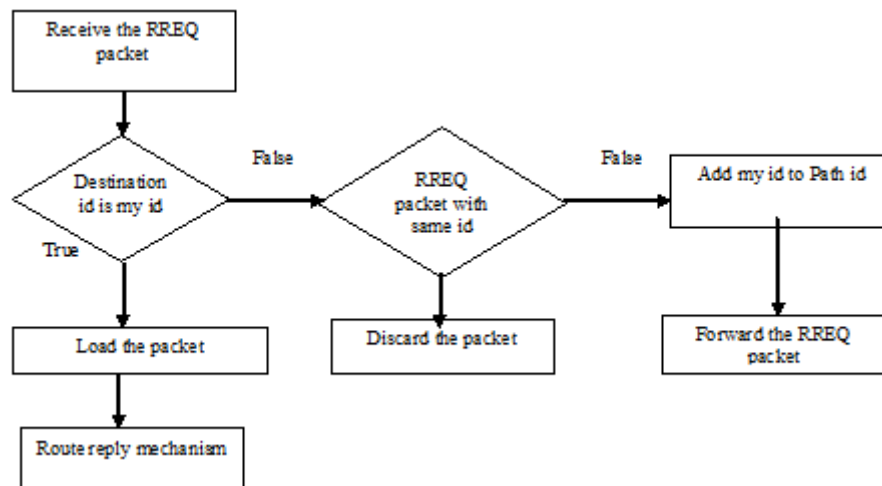 Receive the RREQ
packet
Destination
id is my id
False
True
RREQ
packet with
same id
False
Add my id to Path id
Load the packet
Discard the packet
Forward the RREQ
packet
Route reply mechanism